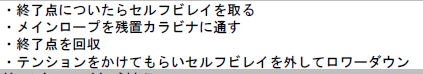 ・終了点についたらセルフビレイを取る
・メインロープを残置カラビナに通す
・終了点を回収
・テンションをかけてもらいセルフビレイを外してロワーダウン